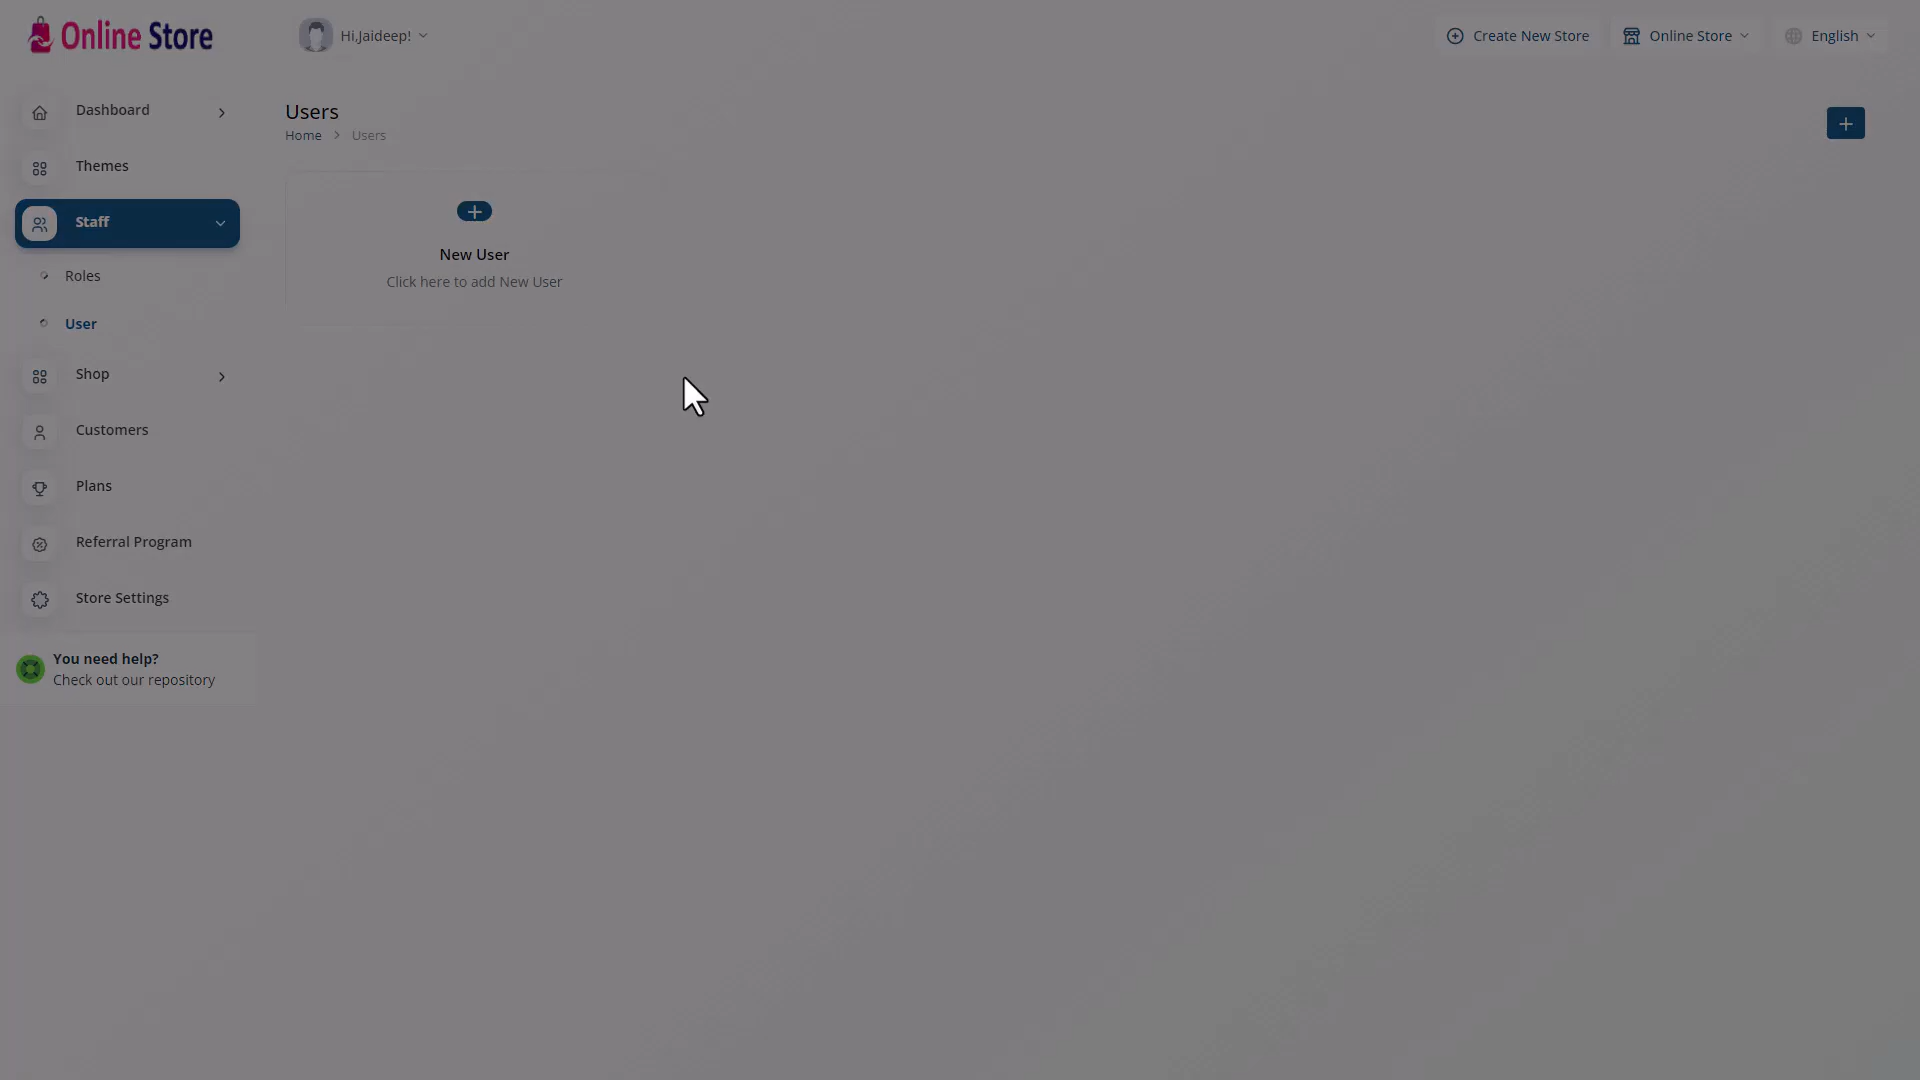 Online Store
Hi,Jaideep!
Create New Store
Online Store
English
Dashboard
Themes
Staff
Roles
User
Shop
Customers
Plans
Referral Program
Store Settings
You need help?
Check out our repository
Users
Home > Users
New User
Click here to add New User